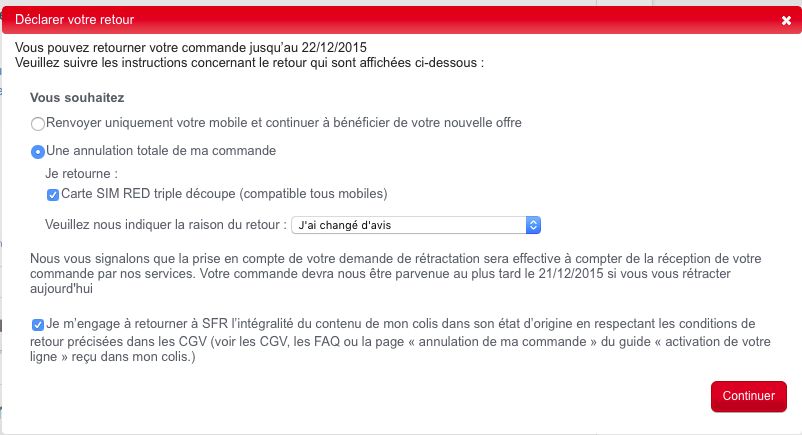 Déclarer votre retour
Vous pouvez retourner votre commande jusqu'au 22/12/2015
Veuillez suivre les instructions concernant le retour qui sont affichées ci-dessous :
Vous souhaitez
Renvoyer uniquement votre mobile et continuer à bénéficier de votre nouvelle offre
Une annulation totale de ma commande
Je retourne :
Carte SIM RED triple découpe (compatible tous mobiles)
Veuillez nous indiquer la raison du retour : J'ai changé d'avis
Nous vous signalons que la prise en compte de votre demande de rétractation sera effective à compter de la réception de votre
commande par nos services. Votre commande devra nous être parvenue au plus tard le 21/12/2015 si vous vous rétracter
aujourd'hui
Je m'engage à retourner à SFR l'intégralité du contenu de mon colis dans son état d'origine en respectant les conditions de
retour précisées dans les CGV (voir les CGV, les FAQ ou la page « annulation de ma commande » du guide « activation de votre
ligne » reçu dans mon colis.)
Continuer